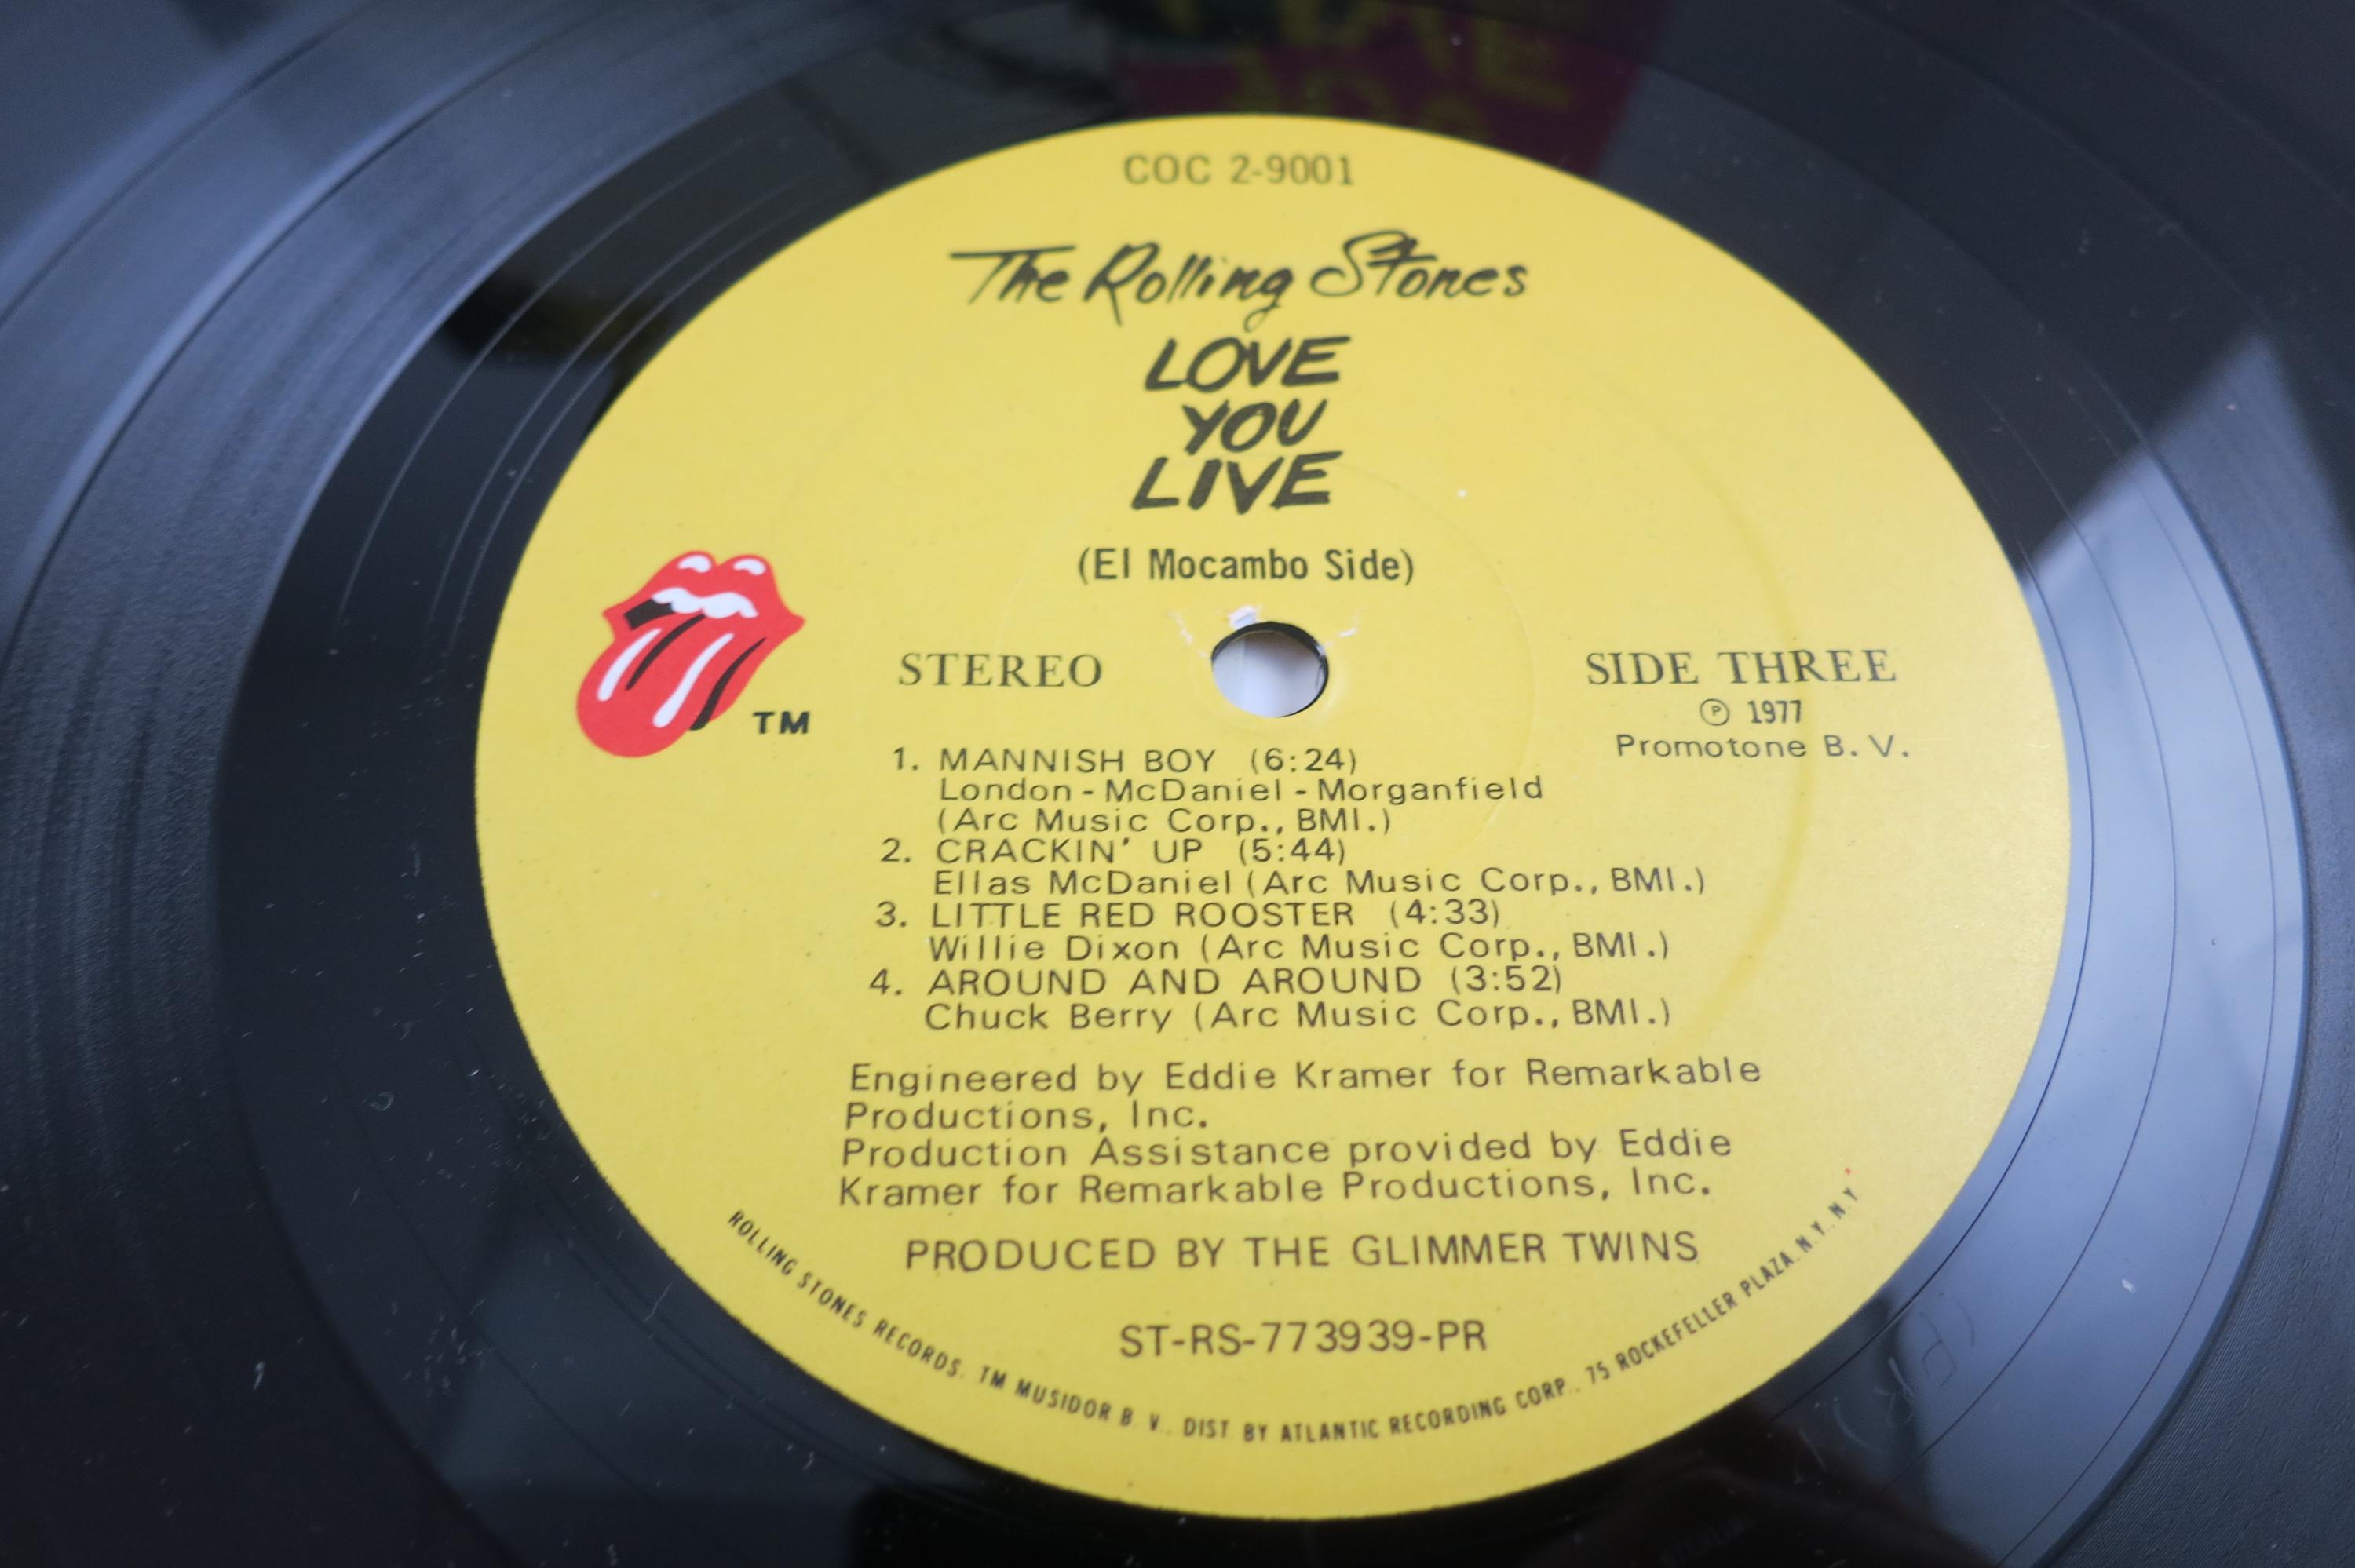 COC 2-9001
The Rolling Stones
LOVE
YOU
LIVE
(El Mocambo Side)
STEREO
SIDE THREE
Ⓟ 1977
Promotone B. V.
TM
1. MANNISH BOY (6:24)
London - McDaniel - Morganfield
(Arc Music Corp., BMI.)
2. CRACKIN' UP (5:44)
Ellas McDaniel (Arc Music Corp., BMI.)
3. LITTLE RED ROOSTER (4:33)
Willie Dixon (Arc Music Corp., BMI.)
4. AROUND AND AROUND (3:52)
Chuck Berry (Arc Music Corp., BMI.)
Engineered by Eddie Kramer for Remarkable
Productions, Inc.
Production Assistance provided by Eddie
Kramer for Remarkable Productions, Inc.
PRODUCED BY THE GLIMMER TWINS
ST-RS-773939-PR
ROLLING STONES RECORDS. TM MUSIDOR B. V.. DIST BY ATLANTIC RECORDING CORP.. 75 ROCKEFELLER PLAZA. N.Y. N.Y.